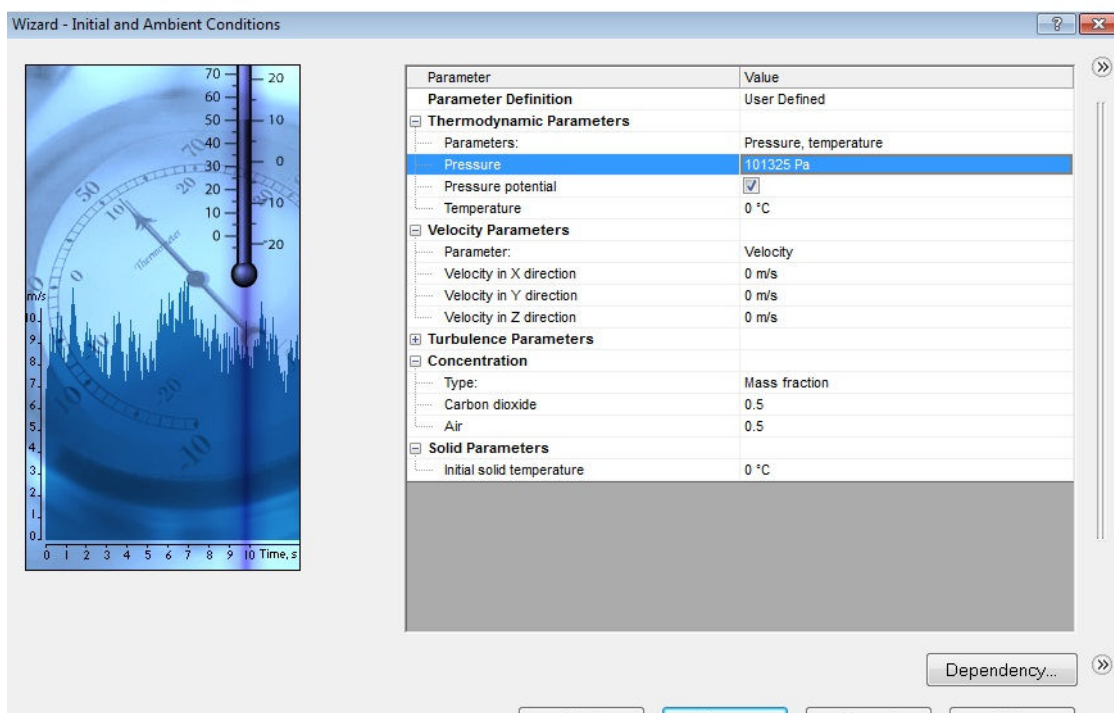 Wizard - Initial and Ambient Conditions
Parameter Value
Parameter Definition User Defined
Thermodynamic Parameters
Parameters: Pressure, temperature
Pressure 101325 Pa
Pressure potential
Temperature 0 °C
Velocity Parameters
Parameter: Velocity
Velocity in X direction 0 m/s
Velocity in Y direction 0 m/s
Velocity in Z direction 0 m/s
Turbulence Parameters
Concentration
Type: Mass fraction
Carbon dioxide 0.5
Air 0.5
Solid Parameters
Initial solid temperature 0 °C
70 20
60
50 10
40
30 0
20
10 -10
0
-20
Thermometer
m/s
10
9
8
7
6
5
4
3
2
1
0
0 1 2 3 4 5 6 7 8 9 10 Time, s
Dependency...